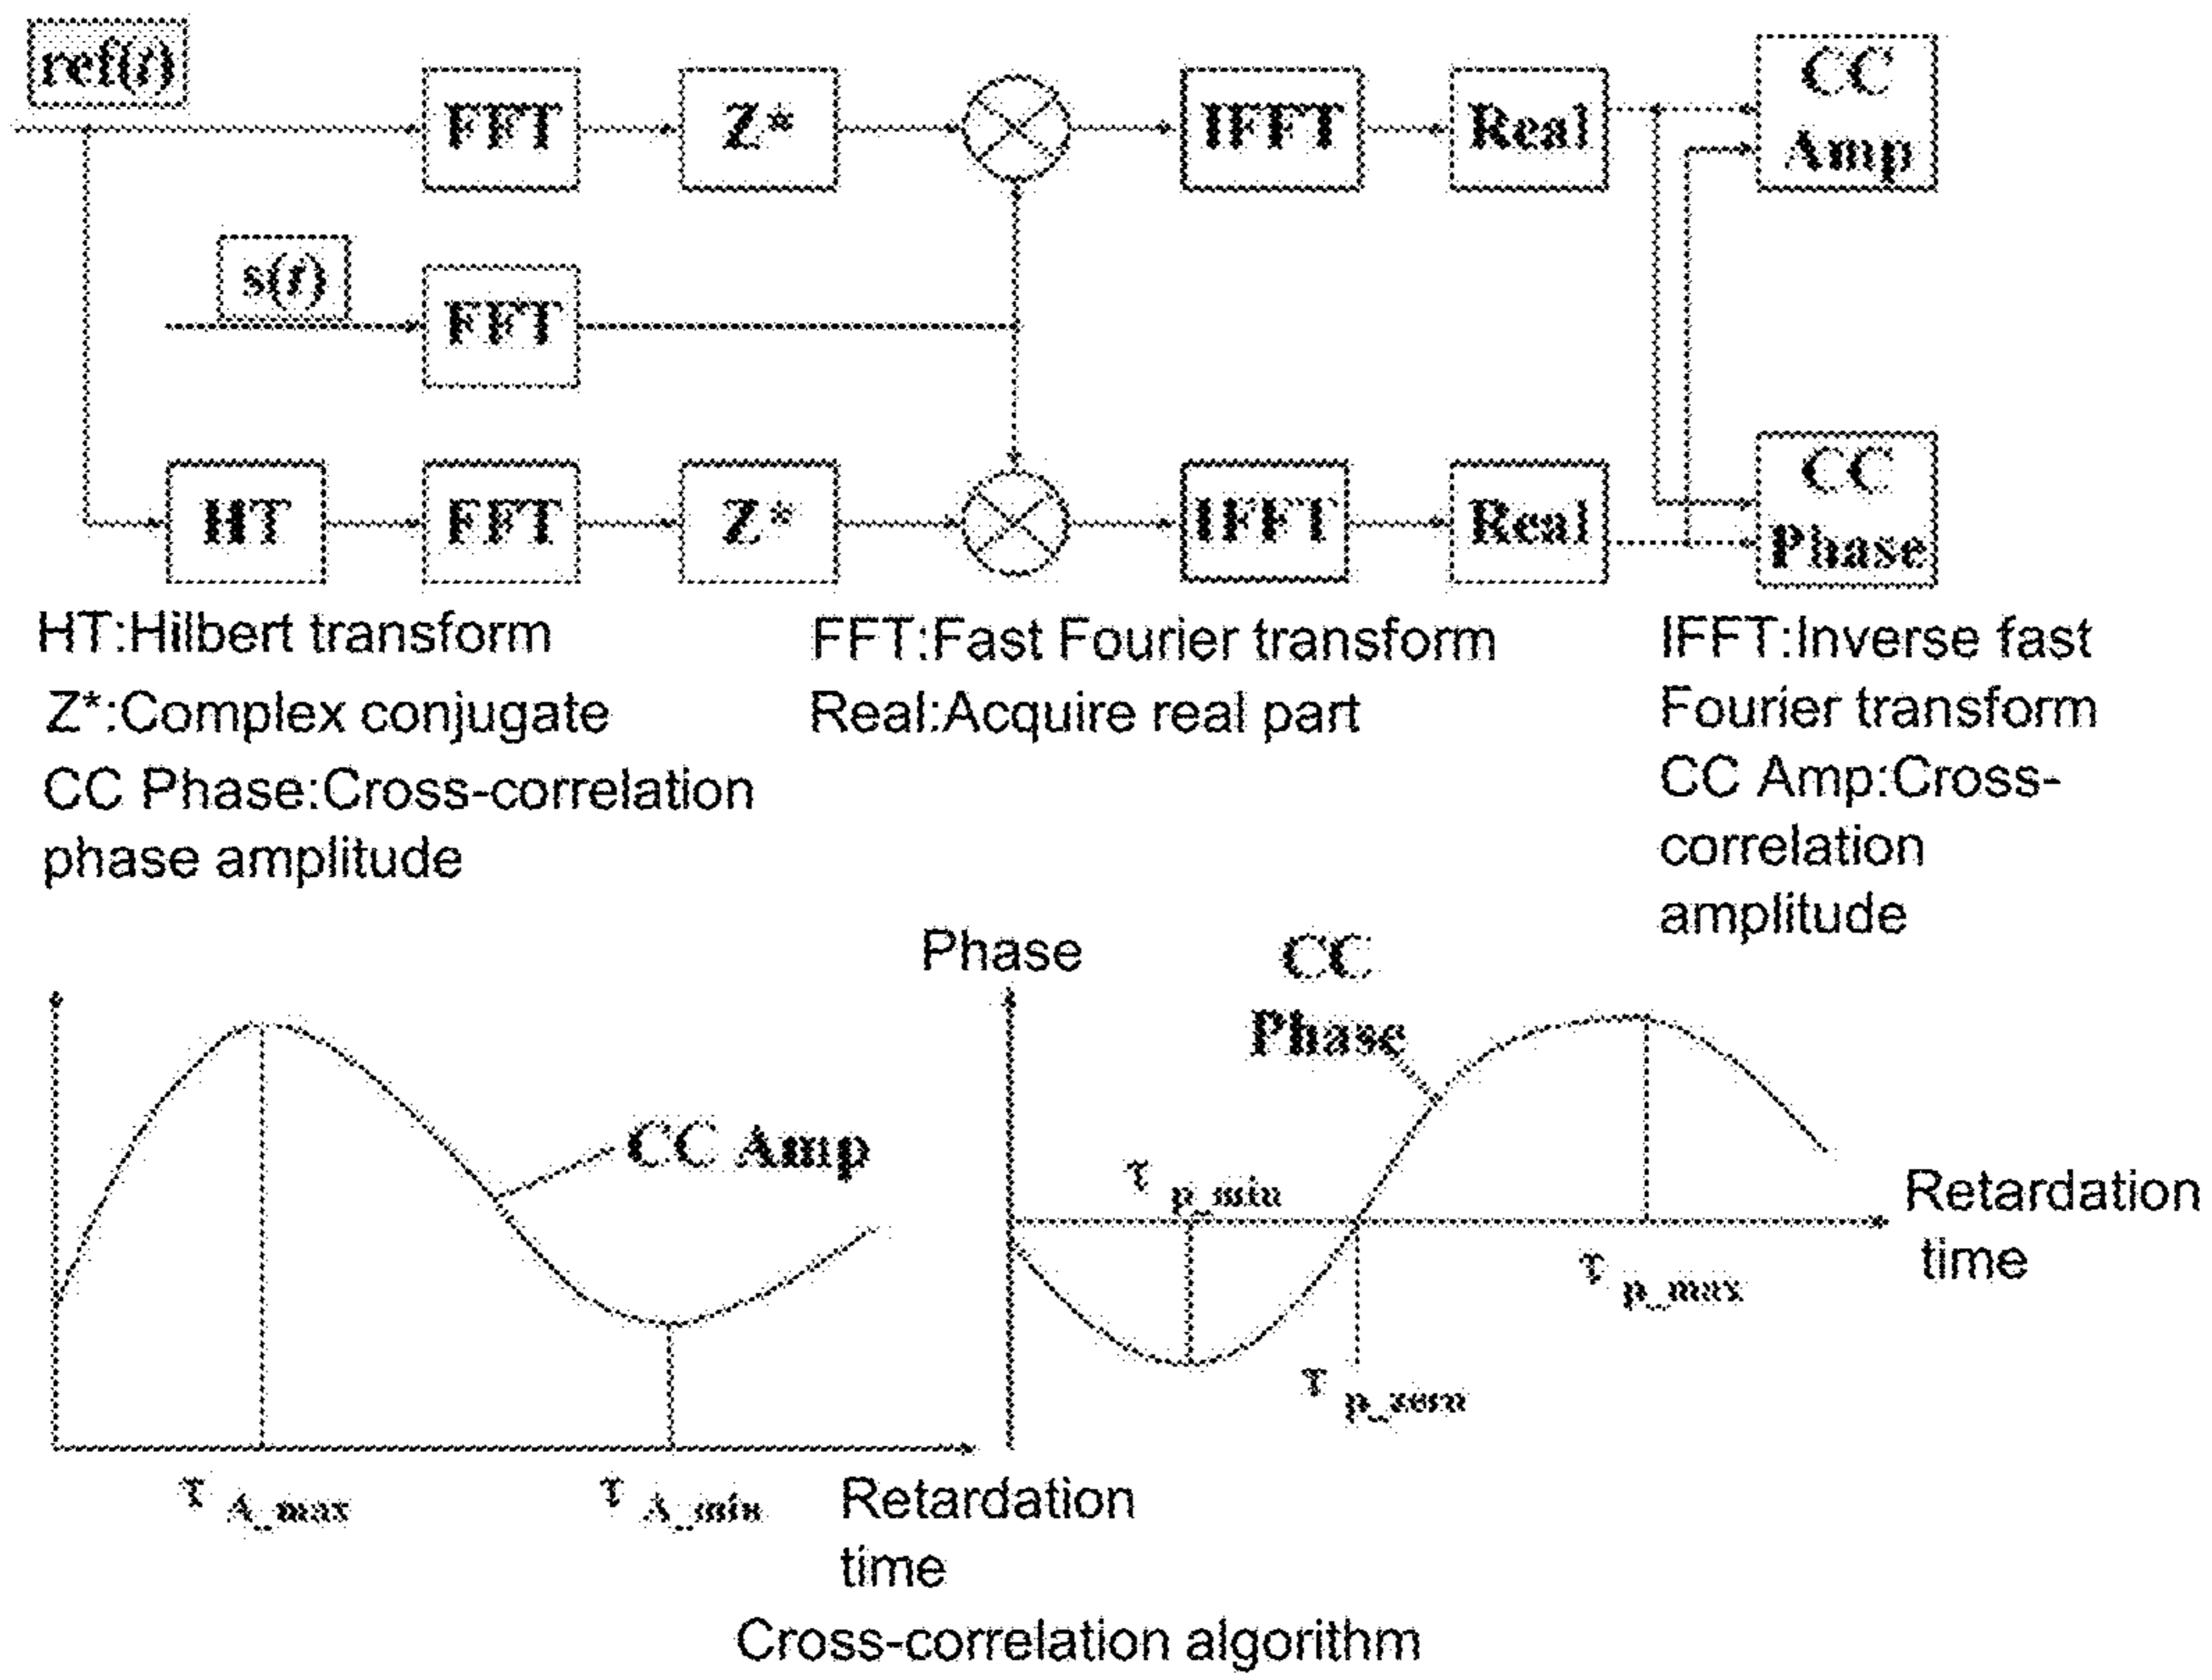 ref(t)
FFT
Z*
IFFT
Real
CC
Amp
s(t)
FFT
HT
FFT
Z*
IFFT
Real
CC
Phase
HT:Hilbert transform
Z*:Complex conjugate
CC Phase:Cross-correlation
phase amplitude
FFT:Fast Fourier transform
Real:Acquire real part
IFFT:Inverse fast
Fourier transform
CC Amp:Cross-
correlation
amplitude
CC Amp
τ A_max
τ A_min
Retardation
time
Phase
CC
Phase
τ p_min
τ p_zero
τ p_max
Retardation
time
Cross-correlation algorithm